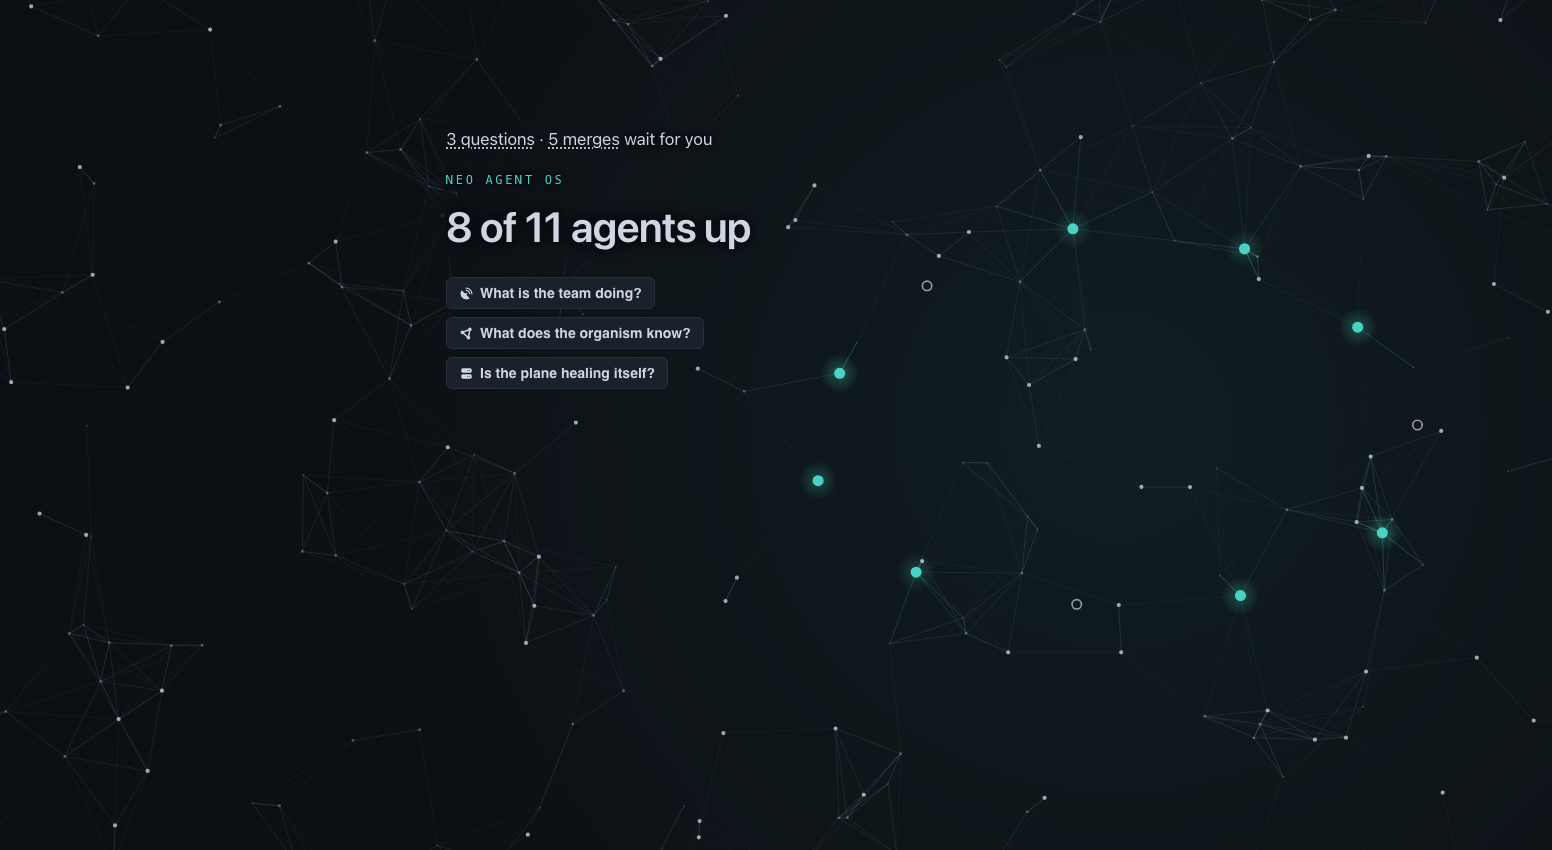 3 questions · 5 merges wait for you
NEO AGENT OS
8 of 11 agents up
What is the team doing?
What does the organism know?
Is the plane healing itself?